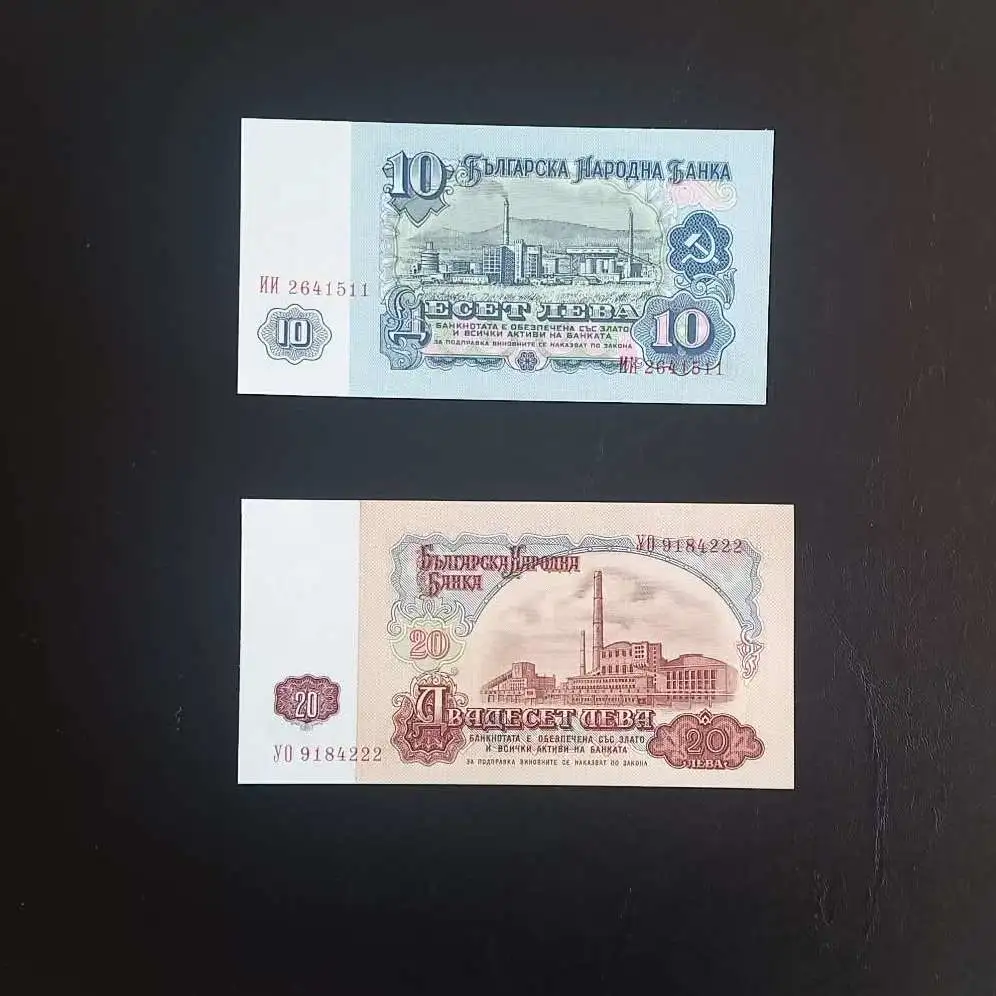 10 БЪЛГАРСКА НАРОДНА БАНКА
ИИ 2641511
10
ДЕСЕТ ЛЕВА
БАНКНОТАТА Е ОБЕЗПЕЧЕНА СЪС ЗЛАТО
И ВСИЧКИ АКТИВИ НА БАНКАТА
ЗА ПОДПРАВКА ВИНОВНИТЕ СЕ НАКАЗВАТ ПО ЗАКОНА
10
ИИ 2641511
УО 9184222
БЪЛГАРСКА НАРОДНА
БАНКА
20
20
ДВАДЕСЕТ ЛЕВА
БАНКНОТАТА Е ОБЕЗПЕЧЕНА СЪС ЗЛАТО
И ВСИЧКИ АКТИВИ НА БАНКАТА
ЗА ПОДПРАВКА ВИНОВНИТЕ СЕ НАКАЗВАТ ПО ЗАКОНА
20
ЛЕВА
УО 9184222